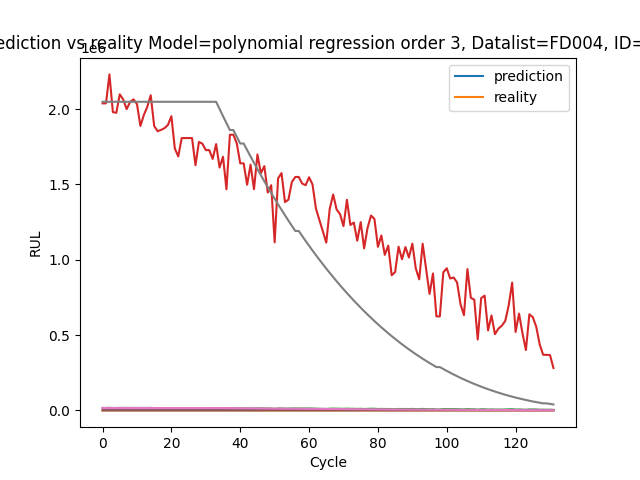 ediction vs reality Model=polynomial regression order 3, Datalist=FD004, ID=
1e6
prediction
reality
RUL
2.0
1.5
1.0
0.5
0.0
0 20 40 60 80 100 120
Cycle